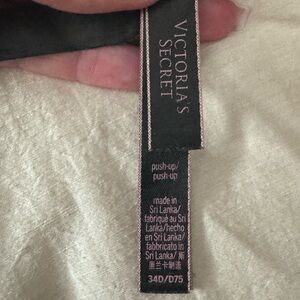 VICTORIA'S
SECRET
push-up/
push-up
made in
Sri Lanka/
fabriqué au Sri
Lanka/hecho
en Sri Lanka/
fabbricato in
Sri Lanka/斯
里兰卡制造
34D/D75